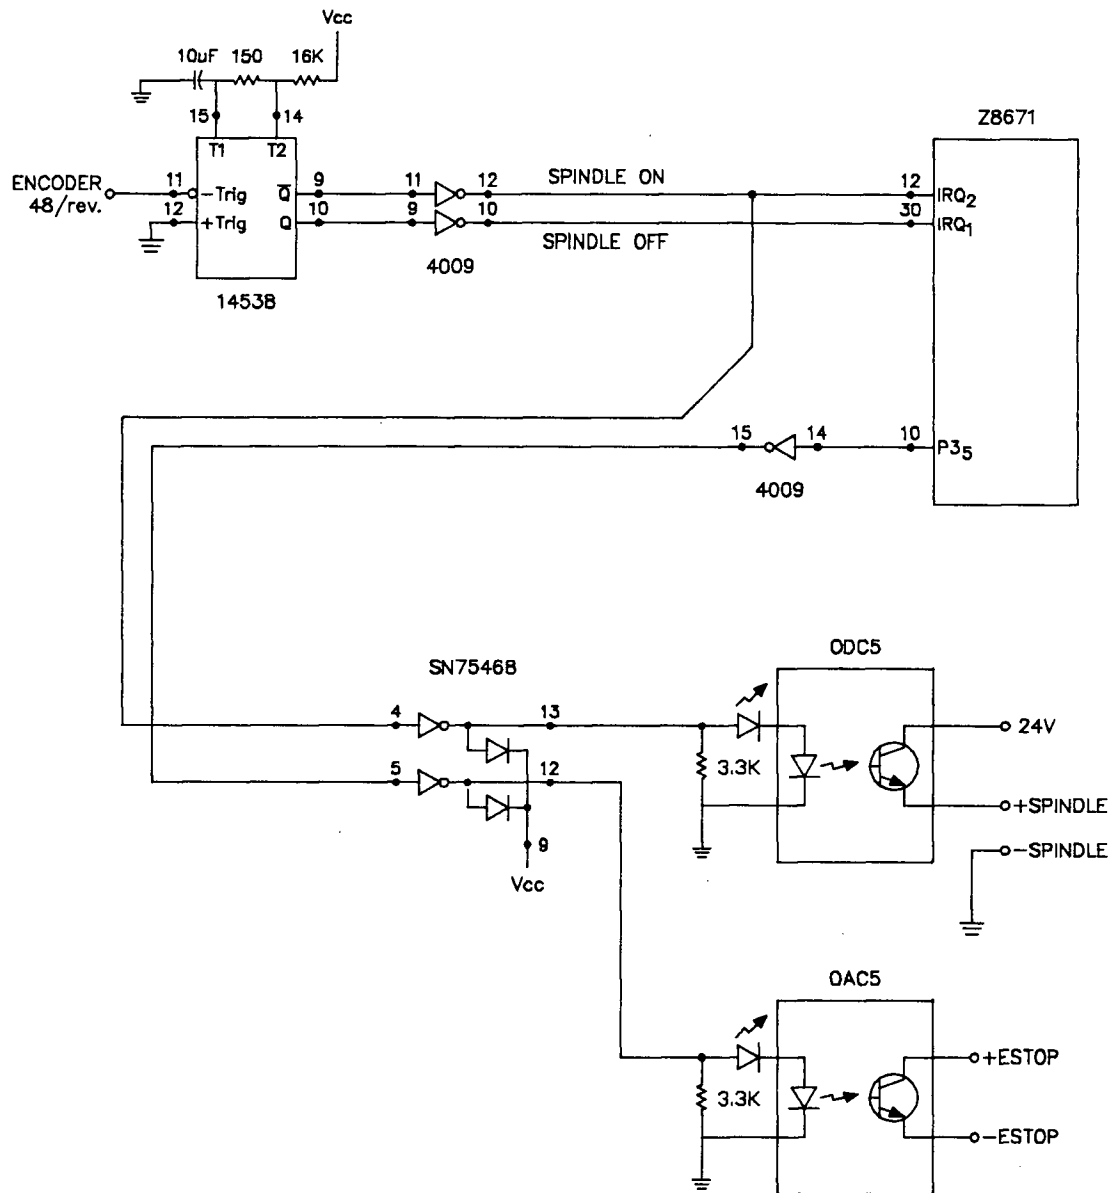 Vcc
10uF 150 16K
15 14
T1 T2
Z8671
ENCODER
48/rev.
11 -Trig Q̅ 9 11 12 SPINDLE ON 12 IRQ2
12 +Trig Q 10 9 10 SPINDLE OFF 30 IRQ1
4009
14538
15 14 10 P35
4009
SN75468
ODC5
4 13
24V
3.3K
5 12
+SPINDLE
9
-SPINDLE
Vcc
OAC5
+ESTOP
3.3K
-ESTOP